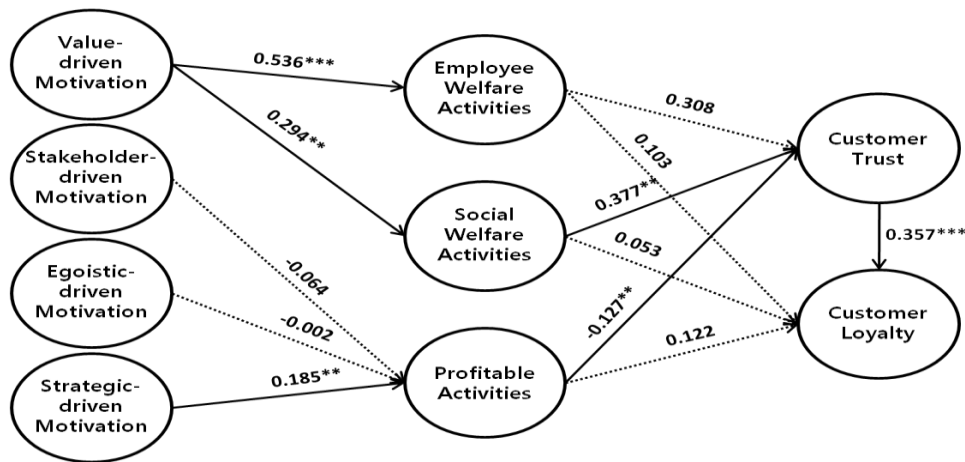 Value-
driven
Motivation
0.536***
0.294**
Employee
Welfare
Activities
0.308
0.103
Stakeholder-
driven
Motivation
-0.064
Social
Welfare
Activities
0.377**
0.053
Customer
Trust
0.357***
Egoistic-
driven
Motivation
-0.002
Strategic-
driven
Motivation
0.185**
Profitable
Activities
-0.127**
0.122
Customer
Loyalty